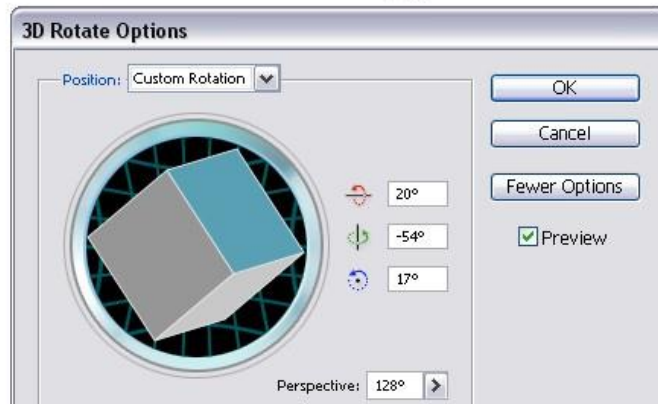 3D Rotate Options
Position: Custom Rotation
OK
Cancel
20°
Fewer Options
-54°
Preview
17°
Perspective: 128°